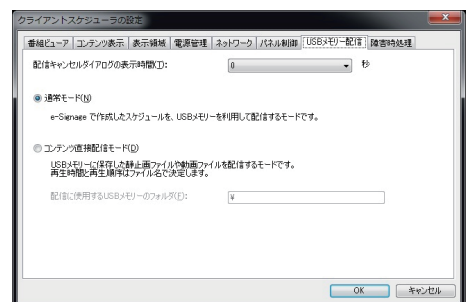 クライアントスケジューラの設定
番組ビューア コンテンツ表示 表示領域 電源管理 ネットワーク パネル制御 USBメモリー配信 障害時処理
配信キャンセルダイアログの表示時間(T): 0 秒
通常モード(N)
e-Signage で作成したスケジュールを、USBメモリーを利用して配信するモードです。
コンテンツ直接配信モード(D)
USBメモリーに保存した静止画ファイルや動画ファイルを配信するモードです。
再生時間と再生順序はファイル名で決定します。
配信に使用するUSBメモリーのフォルダ(F): ¥
OK キャンセル